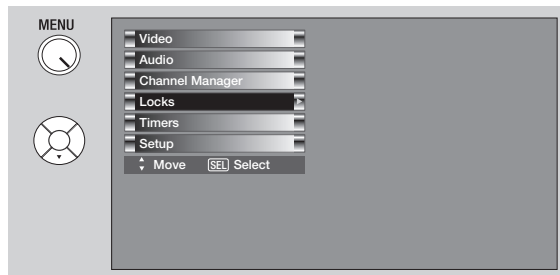 MENU
Video
Audio
Channel Manager
Locks
Timers
Setup
Move SEL Select